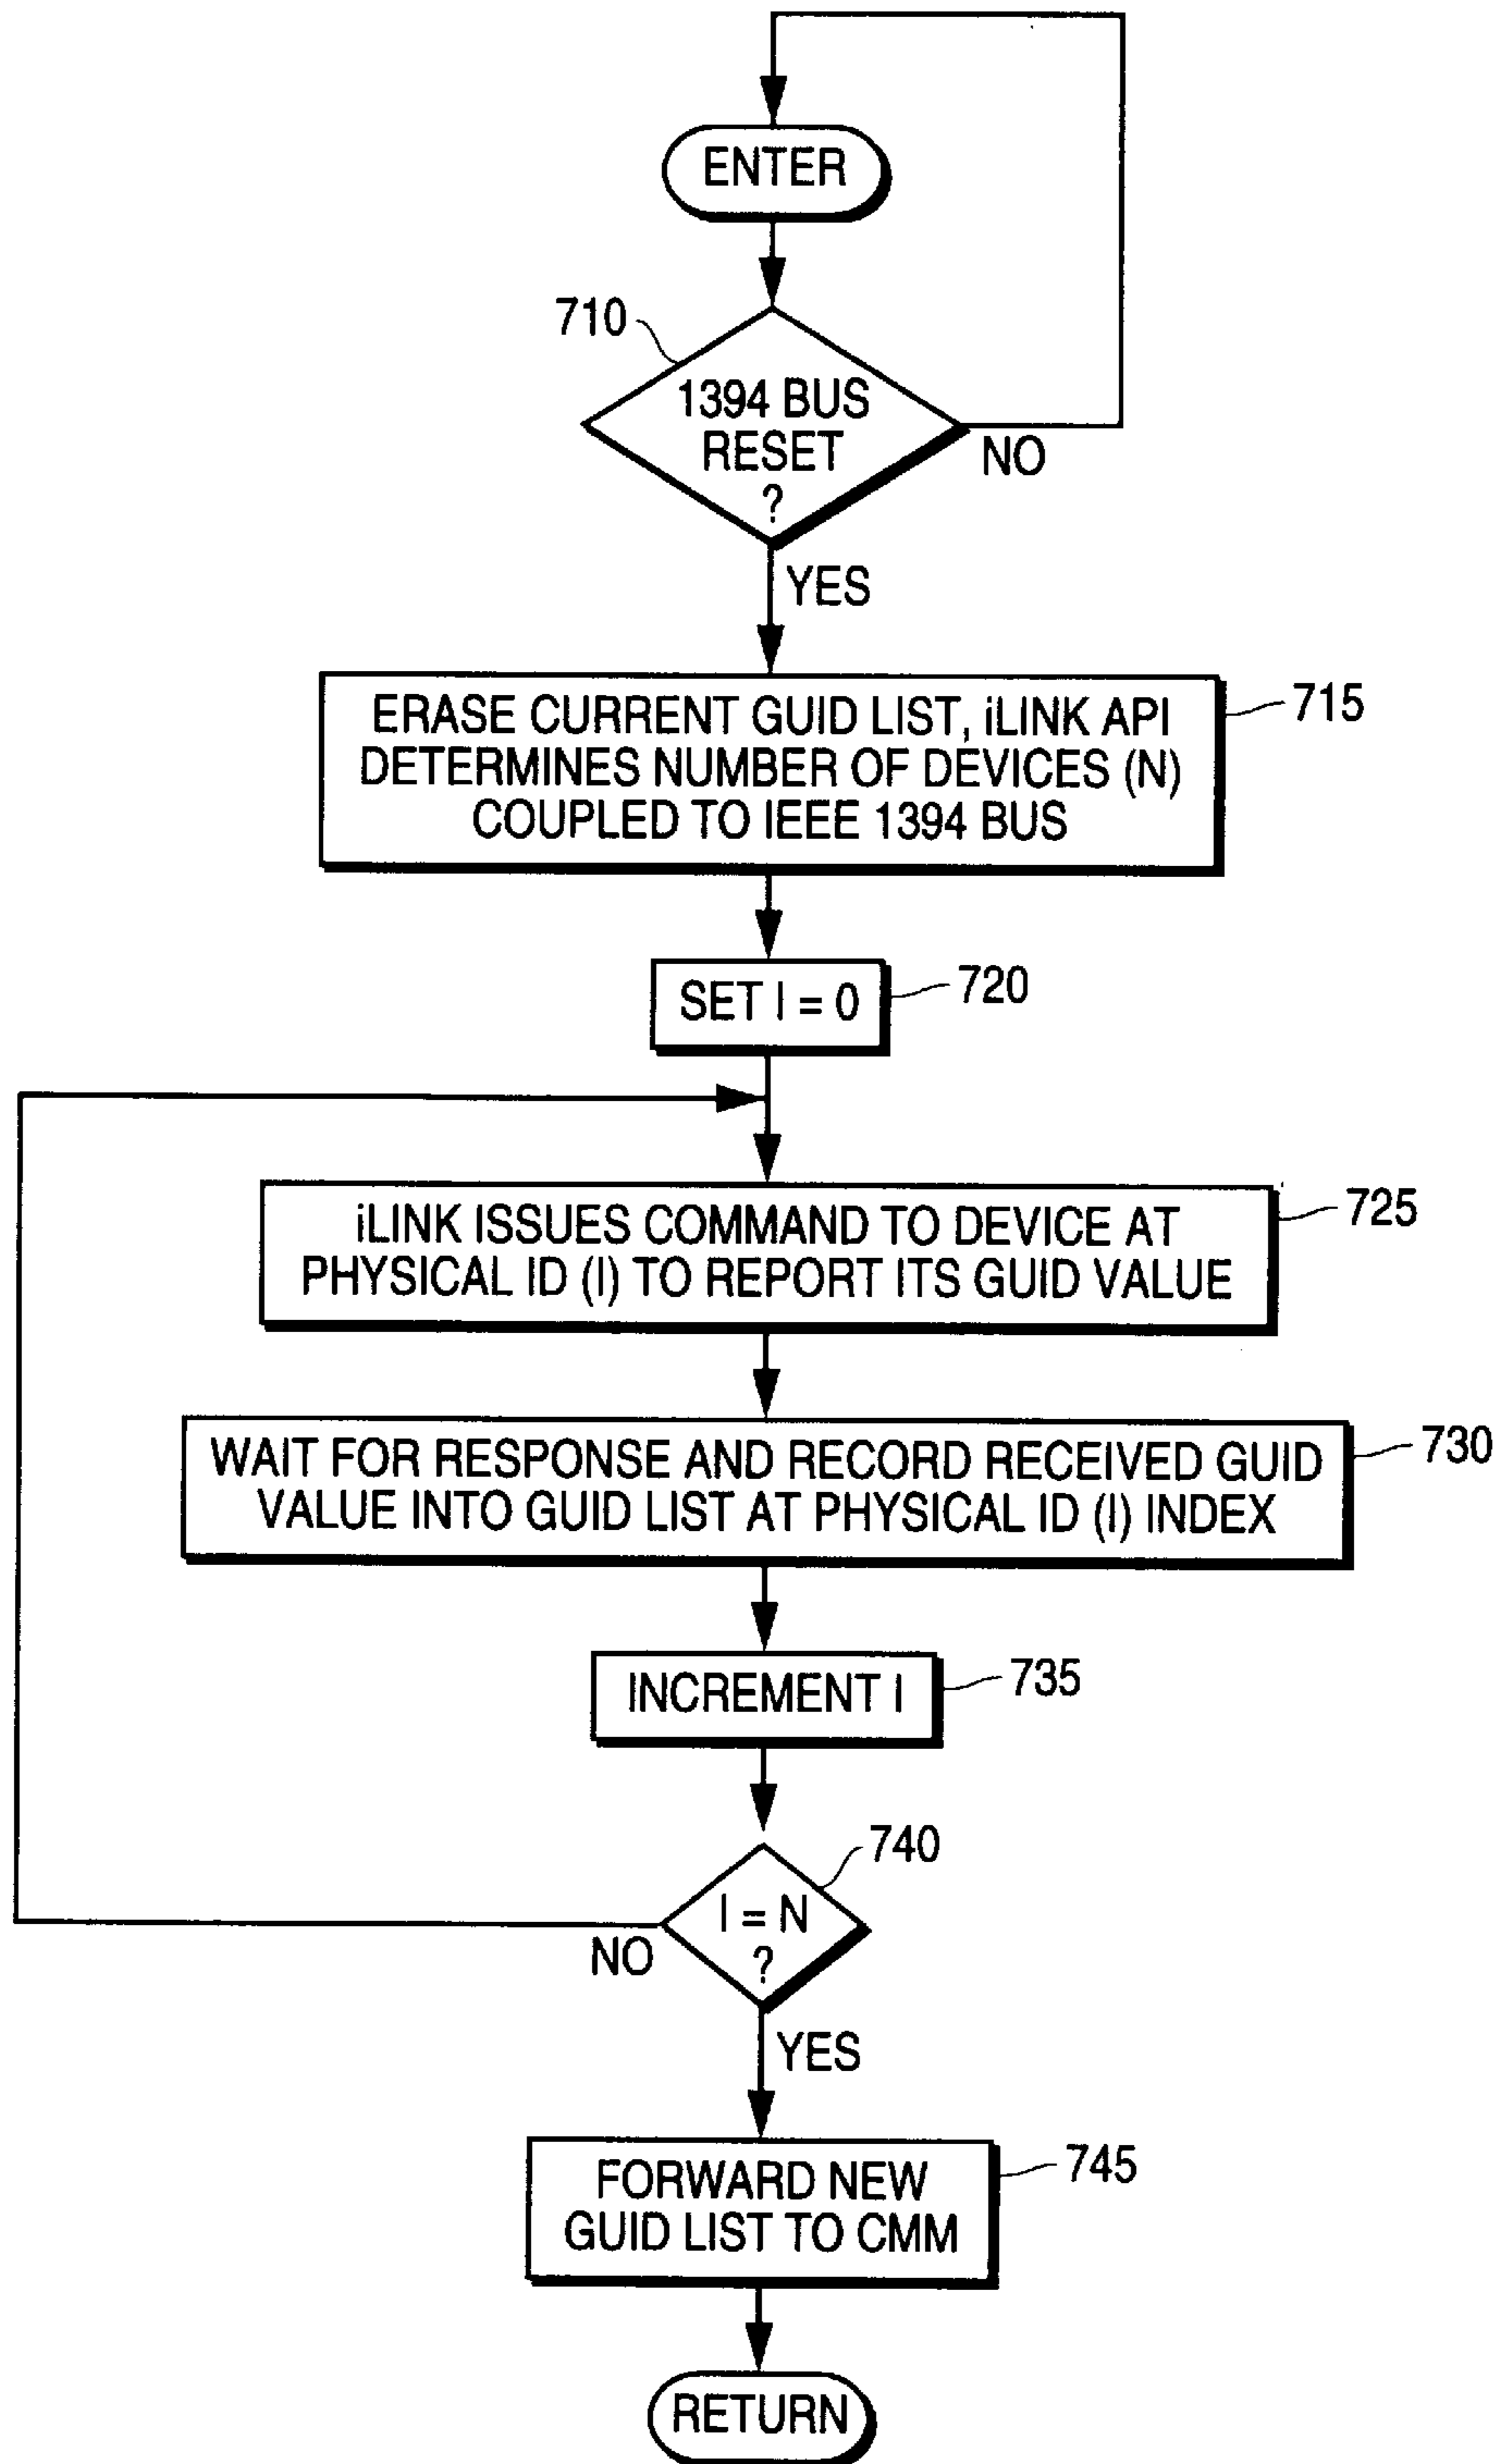 ENTER
710
1394 BUS
RESET
?
NO
YES
ERASE CURRENT GUID LIST, iLINK API
DETERMINES NUMBER OF DEVICES (N)
COUPLED TO IEEE 1394 BUS
715
SET I = 0
720
iLINK ISSUES COMMAND TO DEVICE AT
PHYSICAL ID (I) TO REPORT ITS GUID VALUE
725
WAIT FOR RESPONSE AND RECORD RECEIVED GUID
VALUE INTO GUID LIST AT PHYSICAL ID (I) INDEX
730
INCREMENT I
735
740
I = N
?
NO
YES
FORWARD NEW
GUID LIST TO CMM
745
RETURN